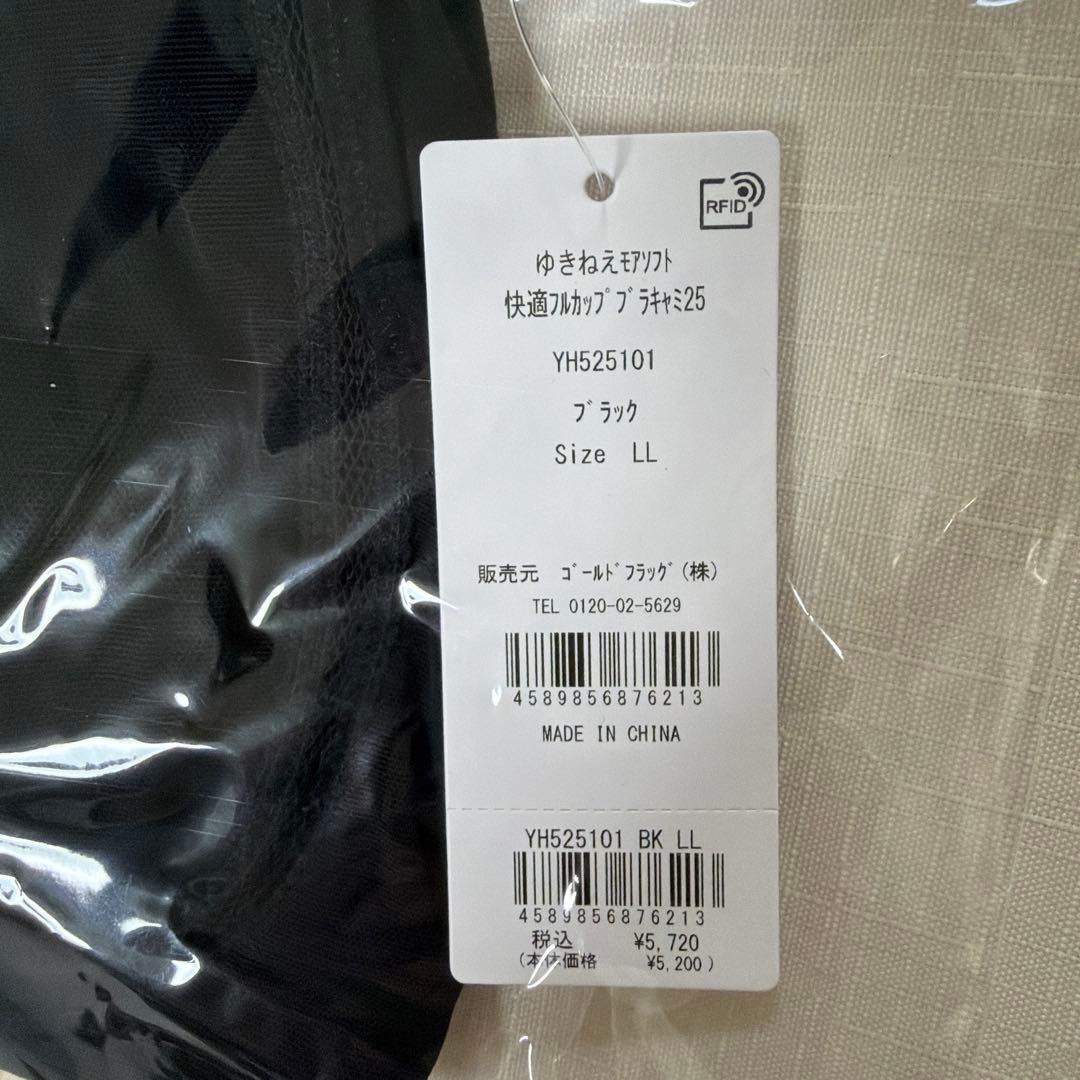 RFID
ゆきねえﾓｱｿﾌﾄ
快適ﾌﾙｶｯﾌﾟﾌﾞﾗｷｬﾐ25
YH525101
ﾌﾞﾗｯｸ
Size LL
販売元 ｺﾞｰﾙﾄﾞﾌﾗｯｸﾞ(株)
TEL 0120-02-5629
4589856876213
MADE IN CHINA
YH525101 BK LL
4589856876213
税込 ¥5,720
(本体価格 ¥5,200)